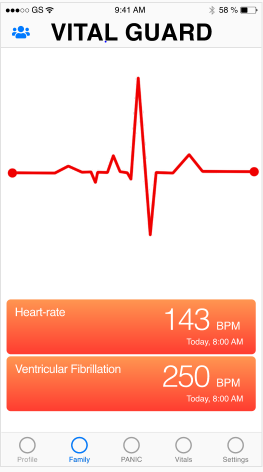 GS 9:41 AM 58 %
VITAL GUARD
Heart-rate
143 BPM
Today, 8:00 AM
Ventricular Fibrillation
250 BPM
Today, 8:00 AM
Profile Family PANIC Vitals Settings